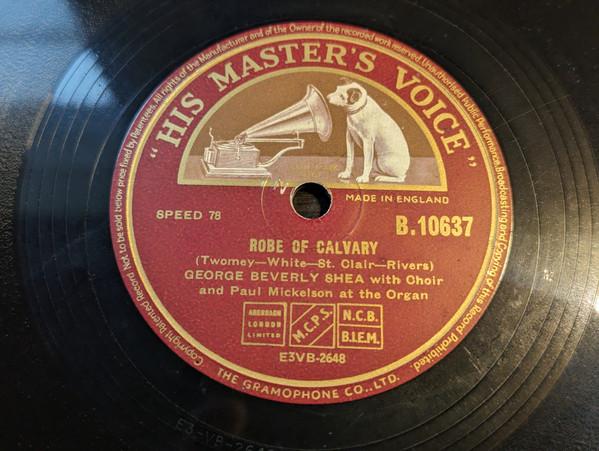 "HIS MASTER'S VOICE"
Copyright Patented Record. Not to be sold below price fixed by Patentees. All rights of the Manufacturer and of the Owner of the recorded work reserved. Unauthorised Public Performance, Broadcasting and Copying of this Record Prohibited.
MADE IN ENGLAND
SPEED 78
B.10637
ROBE OF CALVARY
(Twomey—White—St. Clair—Rivers)
GEORGE BEVERLY SHEA with Choir
and Paul Mickelson at the Organ
ABERBACH
LONDON
LIMITED
M.C.P.S.
N.C.B.
B.I.E.M.
E3VB-2648
THE GRAMOPHONE CO., LTD.